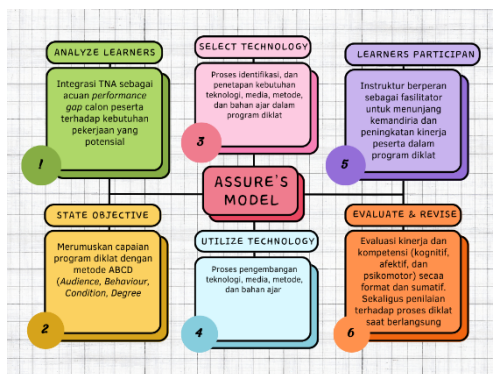 ANALYZE LEARNERS
Integrasi TNA sebagai
acuan performance
gap calon peserta
terhadap kebutuhan
pekerjaan yang
potensial
1
STATE OBJECTIVE
Merumuskan capaian
program diklat dengan
metode ABCD
(Audience, Behaviour,
Condition, Degree
2
SELECT TECHNOLOGY
Proses identifikasi, dan
penetapan kebutuhan
teknologi, media, metode,
dan bahan ajar dalam
program diklat
3
ASSURE'S
MODEL
UTILIZE TECHNOLOGY
Proses pengembangan
teknologi, media, metode,
dan bahan ajar
4
LEARNERS PARTICIPAN
Instruktur berperan
sebagai fasilitator
untuk menunjang
kemandiria dan
peningkatan kinerja
peserta dalam
program diklat
5
EVALUATE & REVISE
Evaluasi kinerja dan
kompetensi (kognitif,
afektif, dan
psikomotor) secaa
format dan sumatif.
Sekaligus penilaian
terhadap proses diklat
saat berlangsung
6